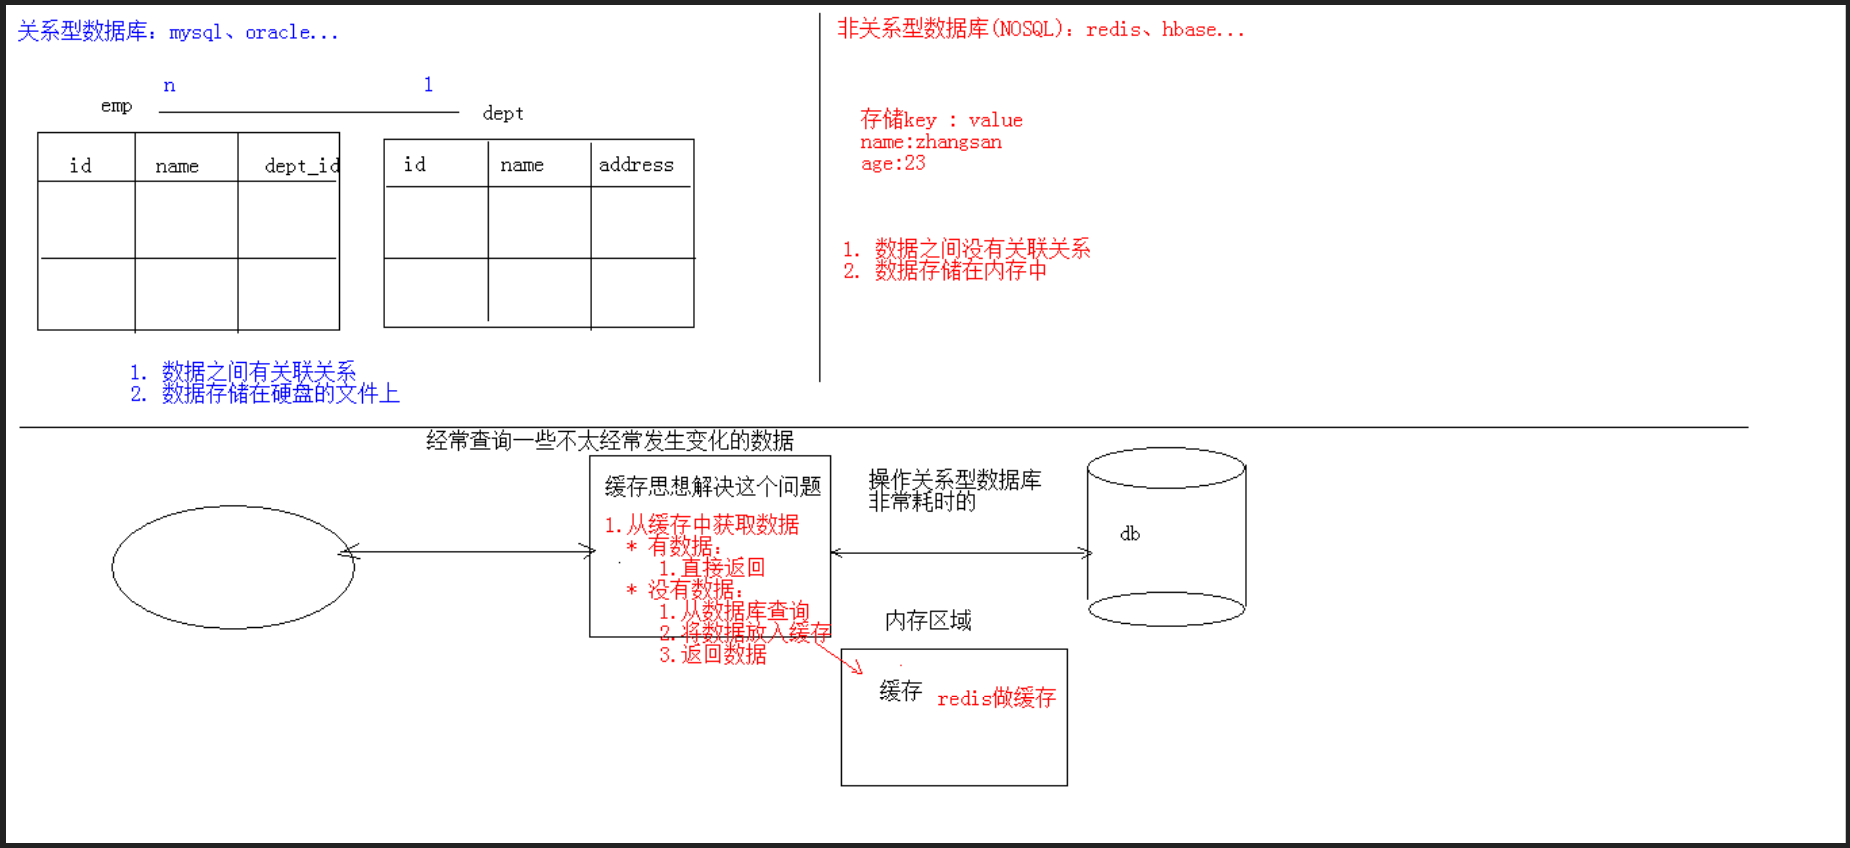 关系型数据库：mysql、oracle...
n
1
emp
dept
id
name
dept_id
id
name
address
1. 数据之间有关联关系
2. 数据存储在硬盘的文件上
非关系型数据库(NOSQL)：redis、hbase...
存储key : value
name:zhangsan
age:23
1. 数据之间没有关联关系
2. 数据存储在内存中
经常查询一些不太经常发生变化的数据
缓存思想解决这个问题
1.从缓存中获取数据
* 有数据：
1.直接返回
* 没有数据：
1.从数据库查询
2.将数据放入缓存
3.返回数据
操作关系型数据库
非常耗时的
db
内存区域
缓存
redis做缓存